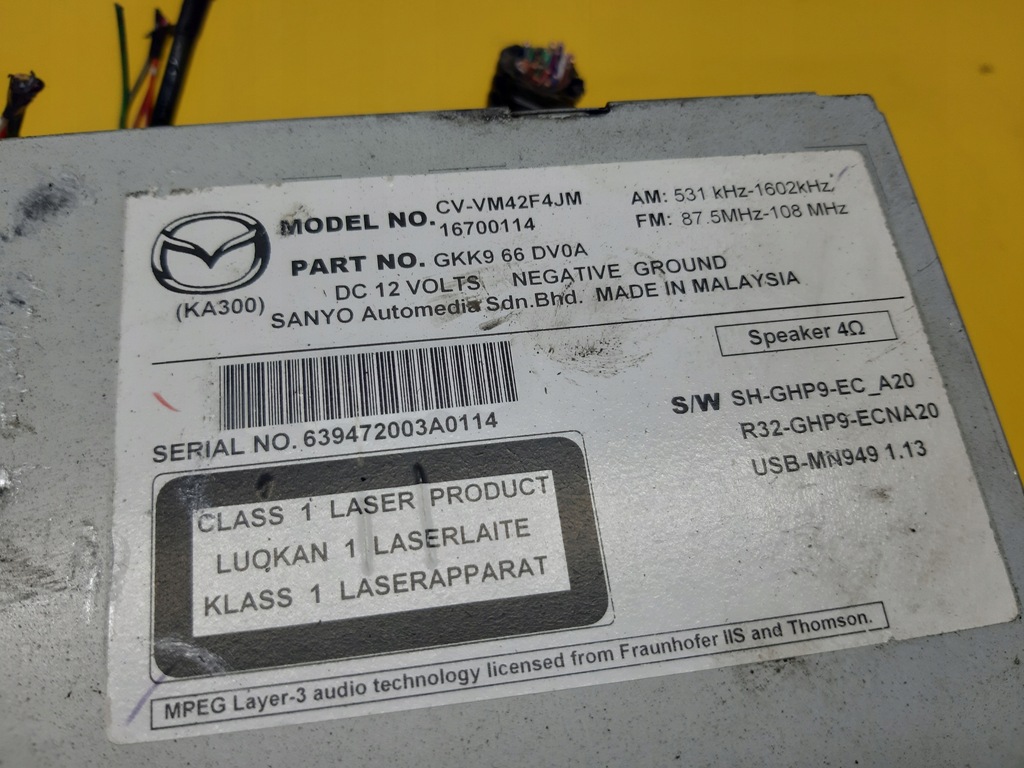 MODEL NO. CV-VM42F4JM
16700114
AM: 531 kHz-1602kHz
FM: 87.5MHz-108 MHz
PART NO. GKK9 66 DV0A
(KA300)
DC 12 VOLTS NEGATIVE GROUND
SANYO Automedia Sdn.Bhd. MADE IN MALAYSIA
Speaker 4Ω
SERIAL NO. 639472003A0114
S/W SH-GHP9-EC_A20
R32-GHP9-ECNA20
USB-MN949 1.13
CLASS 1 LASER PRODUCT
LUOKAN 1 LASERLAITE
KLASS 1 LASERAPPARAT
MPEG Layer-3 audio technology licensed from Fraunhofer IIS and Thomson.